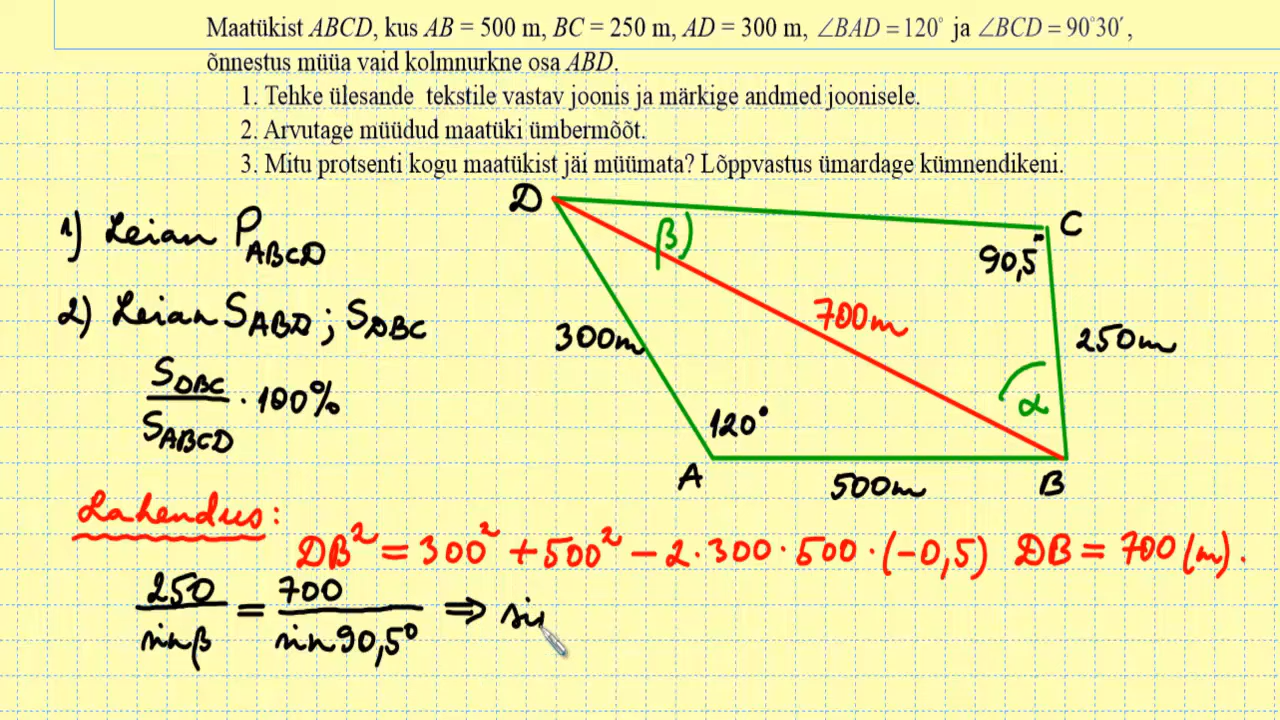 Maatükist ABCD, kus AB = 500 m, BC = 250 m, AD = 300 m, ∠BAD = 120° ja ∠BCD = 90°30′,
õnnestus müüa vaid kolmnurkne osa ABD.
1. Tehke ülesande tekstile vastav joonis ja märkige andmed joonisele.
2. Arvutage müüdud maatüki ümbermõõt.
3. Mitu protsenti kogu maatükist jäi müümata? Lõppvastus ümardage kümnendikeni.
1) Leian P_ABCD
2) Leian S_ABD ; S_DBC
S_DBC / S_ABCD · 100%
D
β
C
90,5°
700m
300m
250m
α
120°
A
500m
B
Lahendus:
DB² = 300² + 500² − 2·300·500·(−0,5) DB = 700 (m).
250 / sin β = 700 / sin 90,5° ⇒ sin